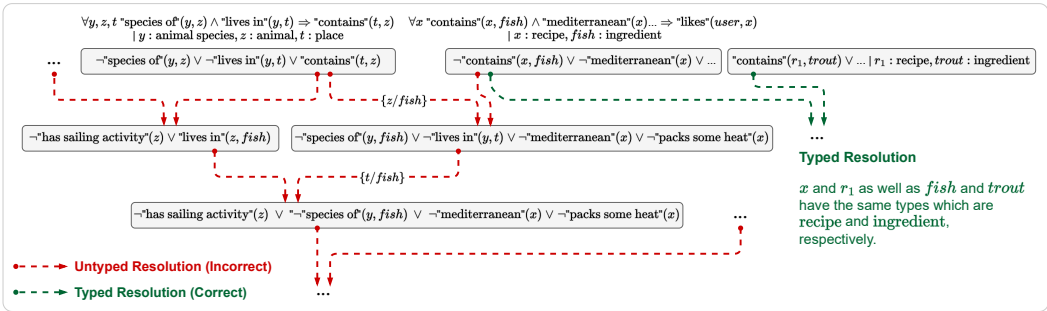 ∀y, z, t "species of"(y, z) ∧ "lives in"(y, t) ⇒ "contains"(t, z)
| y : animal species, z : animal, t : place
∀x "contains"(x, fish) ∧ "mediterranean"(x)... ⇒ "likes"(user, x)
| x : recipe, fish : ingredient
...
¬"species of"(y, z) ∨ ¬"lives in"(y, t) ∨ "contains"(t, z)
¬"contains"(x, fish) ∨ ¬"mediterranean"(x) ∨ ...
"contains"(r₁, trout) ∨ ... | r₁ : recipe, trout : ingredient
{z/fish}
¬"has sailing activity"(z) ∨ "lives in"(z, fish)
¬"species of"(y, fish) ∨ ¬"lives in"(y, t) ∨ ¬"mediterranean"(x) ∨ ¬"packs some heat"(x)
...
Typed Resolution
x and r₁ as well as fish and trout
have the same types which are
recipe and ingredient,
respectively.
{t/fish}
¬"has sailing activity"(z) ∨ "¬"species of"(y, fish) ∨ ¬"mediterranean"(x) ∨ ¬"packs some heat"(x)
...
Untyped Resolution (Incorrect)
Typed Resolution (Correct)
...